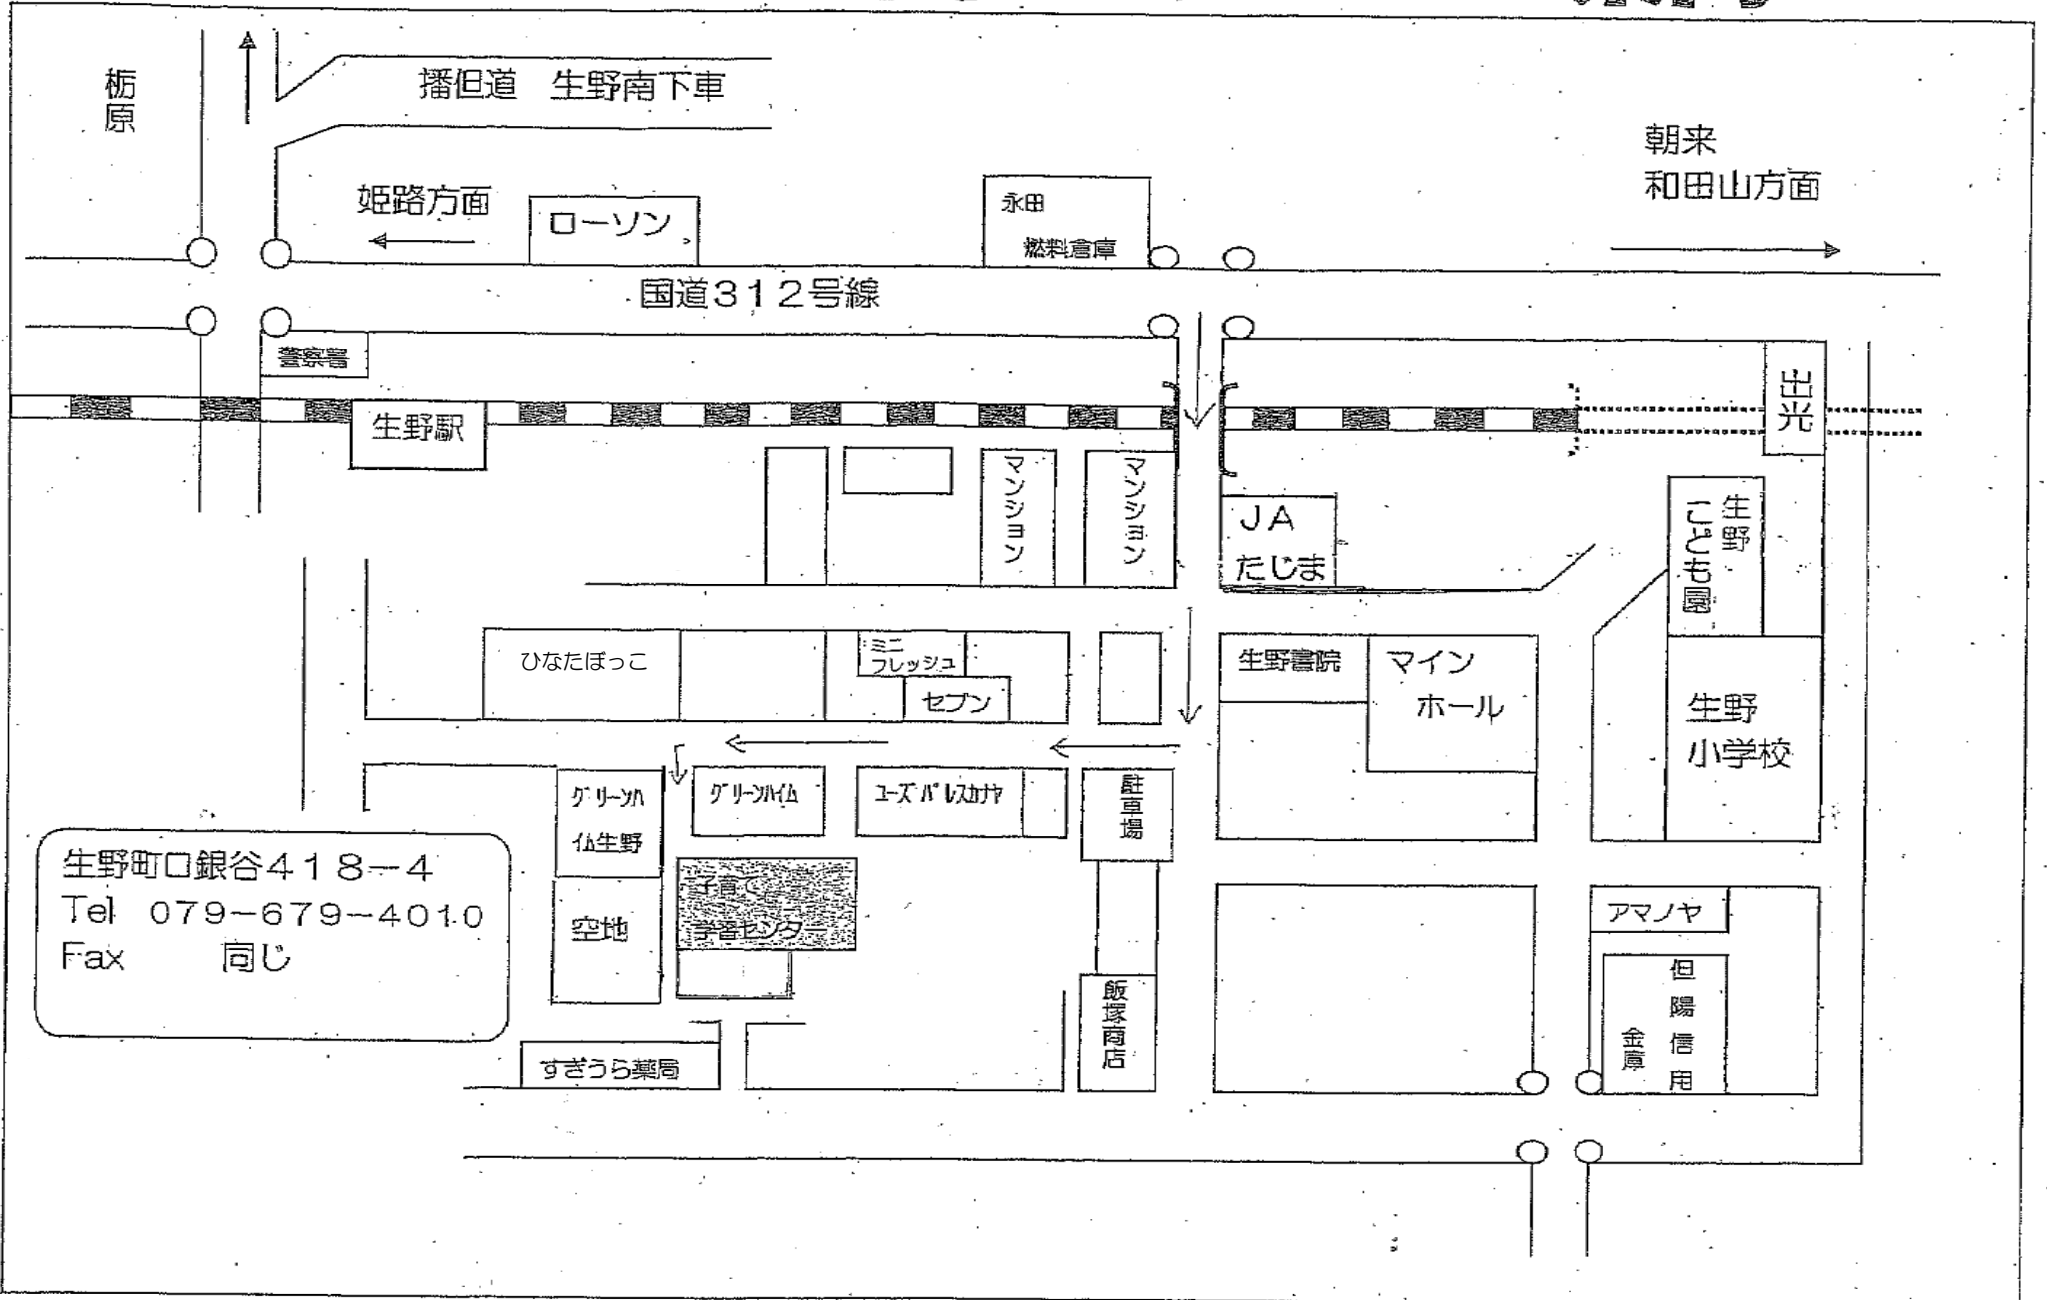 栃原
播但道　生野南下車
朝来
和田山方面
姫路方面
ローソン
永田
燃料倉庫
国道３１２号線
警察署
生野駅
出光
マンション
マンション
ＪＡ
たじま
生野
こども園
ひなたぼっこ
ミニ
フレッシュ
セブン
生野書院
マイン
ホール
生野
小学校
ｸﾞﾘｰﾝﾊ
ｲﾑ生野
ｸﾞﾘｰﾝﾊｲﾑ
ﾕｰｽﾞﾊﾟﾚｽｶﾅﾔ
駐車場
生野町口銀谷４１８－４
Tel　079-679-4010
Fax　　同じ
空地
子育て
学習センター
アマノヤ
飯塚商店
但陽信用
金庫
すぎうら薬局